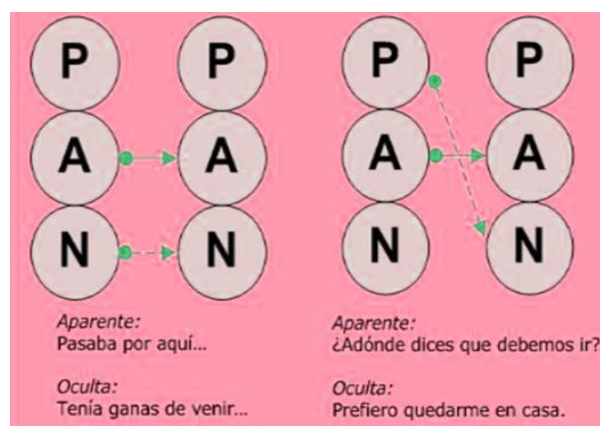 P P P P
A A A A
N N N N
Aparente:
Pasaba por aquí...
Oculta:
Tenía ganas de venir...
Aparente:
¿Adónde dices que debemos ir?
Oculta:
Prefiero quedarme en casa.